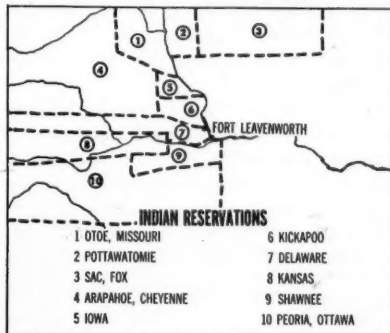 1
2
3
4
5
6
FORT LEAVENWORTH
7
8
9
10
INDIAN RESERVATIONS
1 OTOE, MISSOURI
2 POTTAWATOMIE
3 SAC, FOX
4 ARAPAHOE, CHEYENNE
5 IOWA
6 KICKAPOO
7 DELAWARE
8 KANSAS
9 SHAWNEE
10 PEORIA, OTTAWA